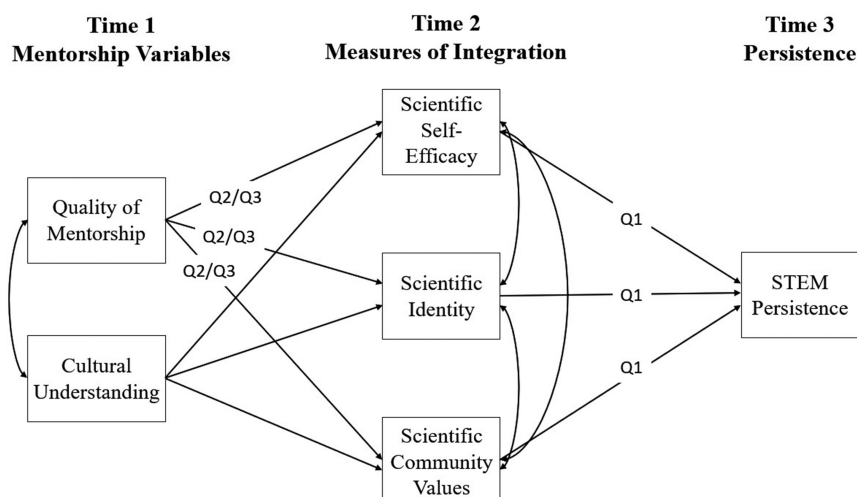 Time 1
Mentorship Variables
Time 2
Measures of Integration
Time 3
Persistence
Scientific
Self-
Efficacy
Quality of
Mentorship
Q2/Q3
Q2/Q3
Q2/Q3
Q1
Scientific
Identity
Q1
STEM
Persistence
Cultural
Understanding
Q1
Scientific
Community
Values